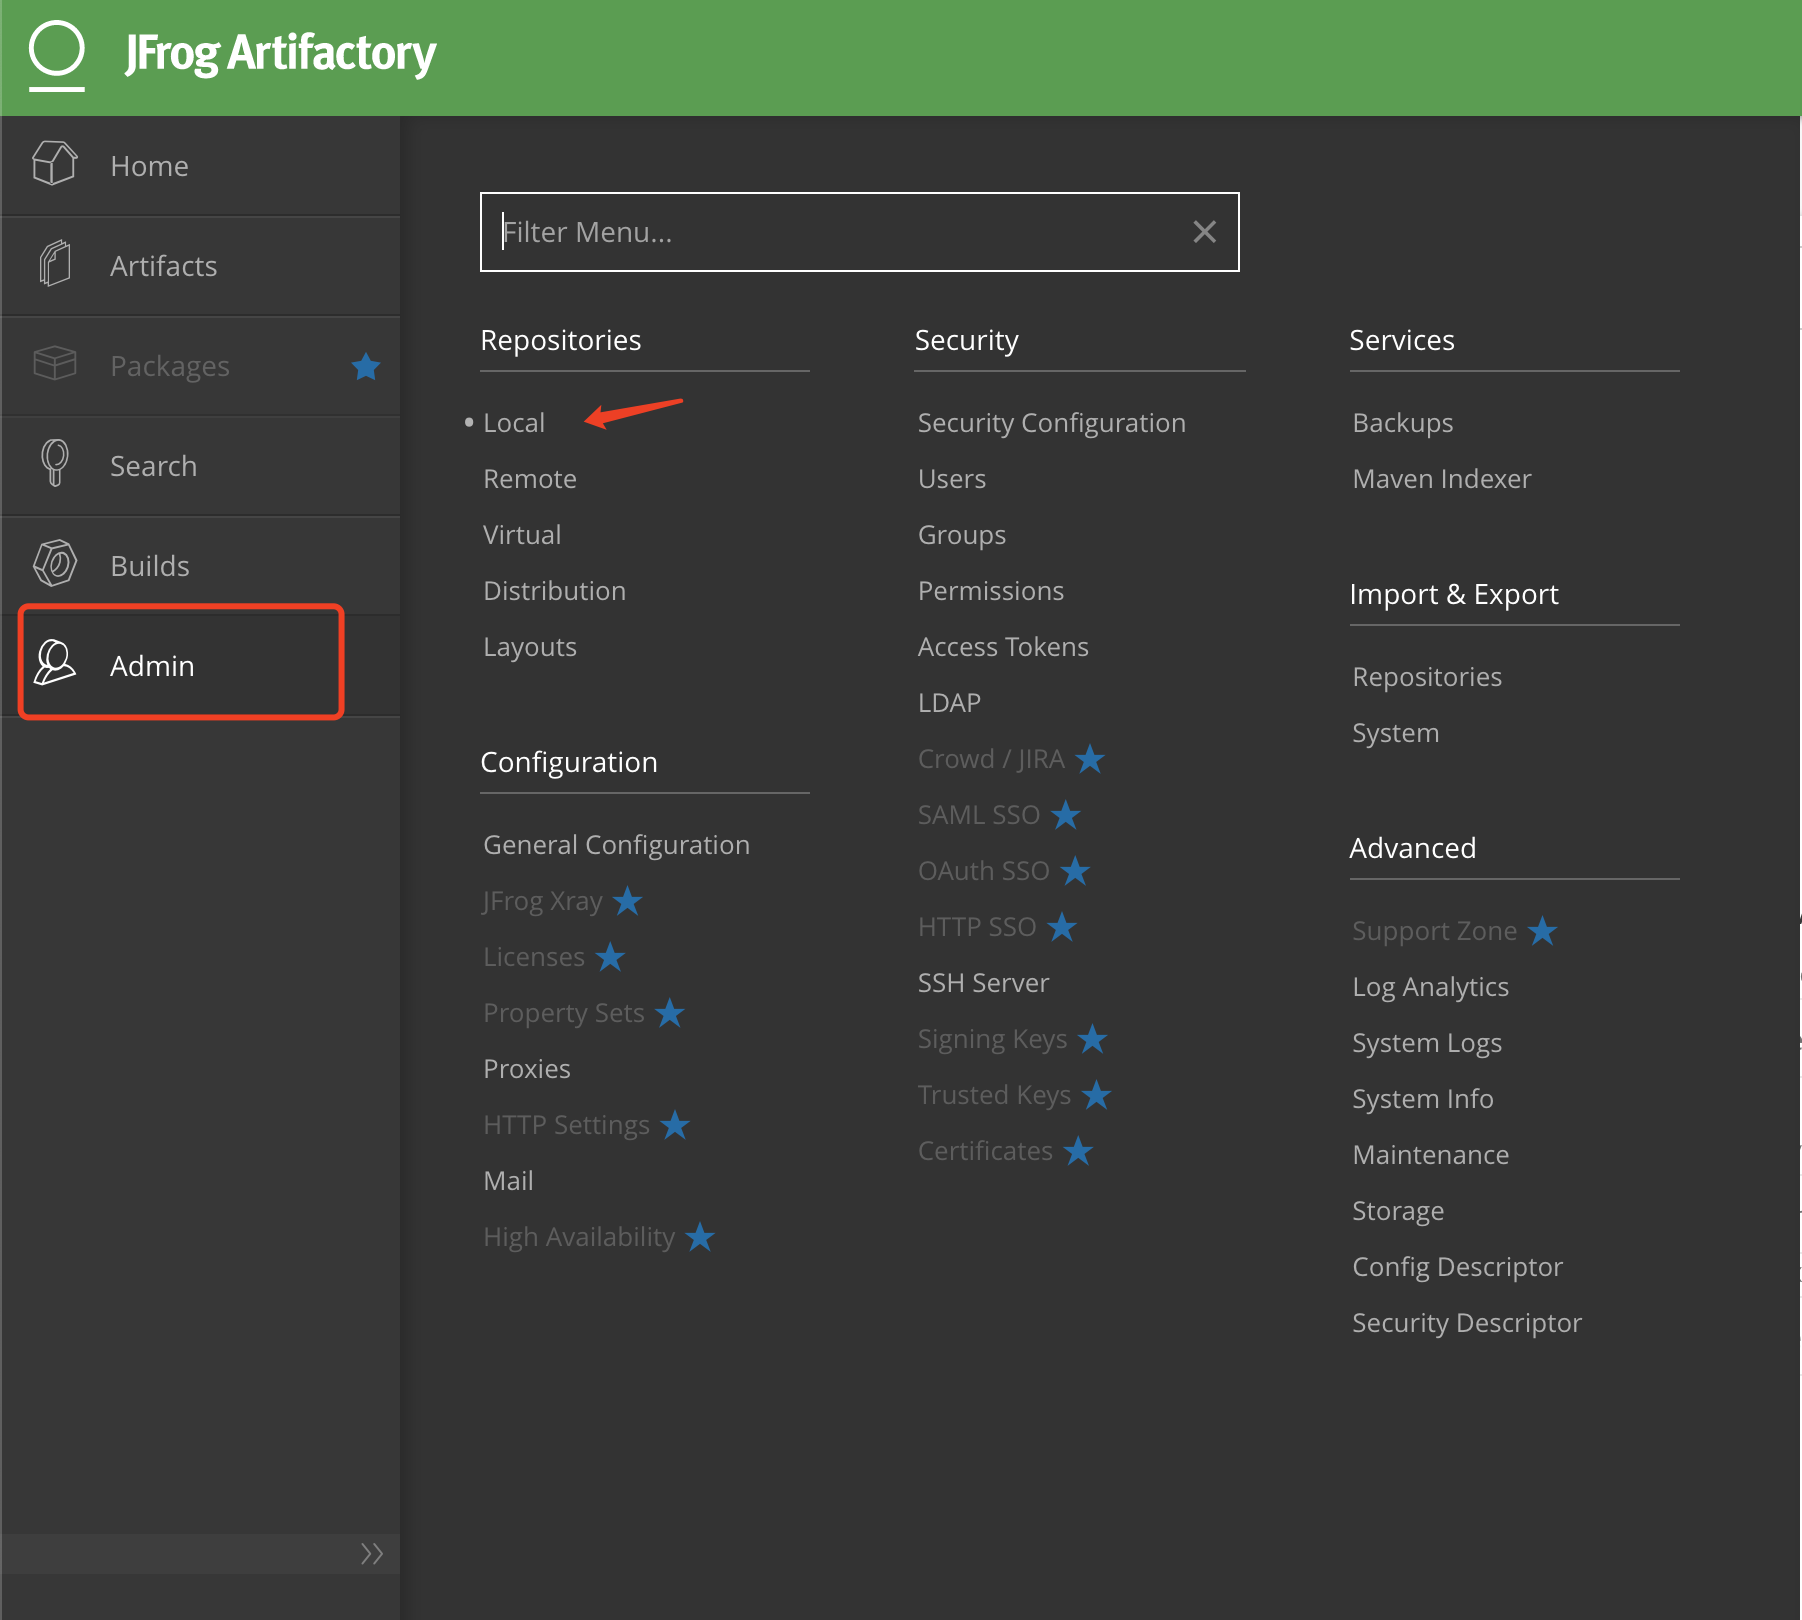 JFrog Artifactory
Home
Artifacts
Packages
Search
Builds
Admin
Filter Menu...
Repositories
Local
Remote
Virtual
Distribution
Layouts
Configuration
General Configuration
JFrog Xray
Licenses
Property Sets
Proxies
HTTP Settings
Mail
High Availability
Security
Security Configuration
Users
Groups
Permissions
Access Tokens
LDAP
Crowd / JIRA
SAML SSO
OAuth SSO
HTTP SSO
SSH Server
Signing Keys
Trusted Keys
Certificates
Services
Backups
Maven Indexer
Import & Export
Repositories
System
Advanced
Support Zone
Log Analytics
System Logs
System Info
Maintenance
Storage
Config Descriptor
Security Descriptor